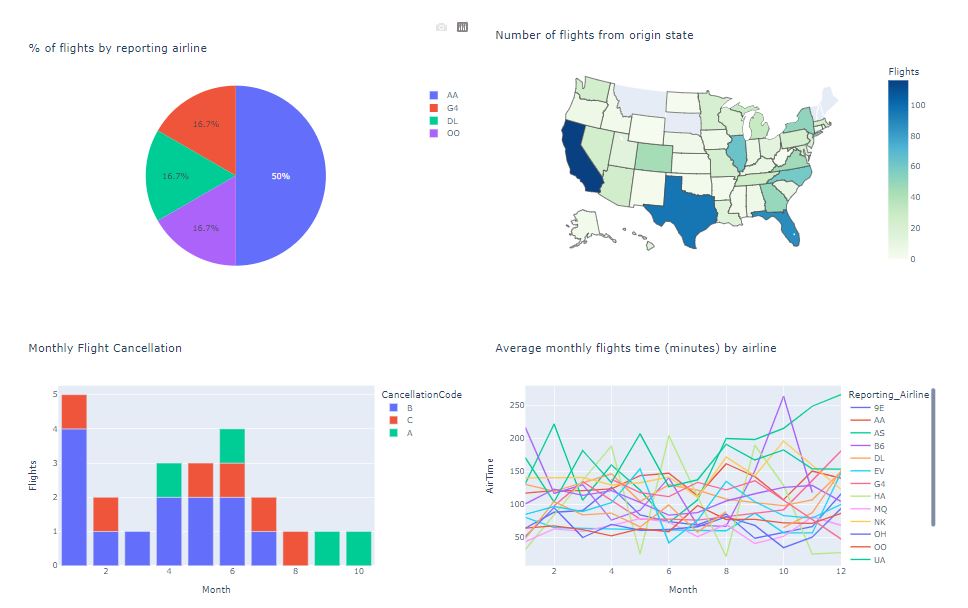 % of flights by reporting airline
16.7%
16.7%
50%
16.7%
AA
G4
DL
OO
Number of flights from origin state
Flights
100
80
60
40
20
0
Monthly Flight Cancellation
5
4
3
2
1
0
Flights
2
4
6
8
10
Month
CancellationCode
B
C
A
Average monthly flights time (minutes) by airline
250
200
150
100
50
AirTime
2
4
6
8
10
12
Month
Reporting_Airline
9E
AA
AS
B6
DL
EV
G4
HA
MQ
NK
OH
OO
UA